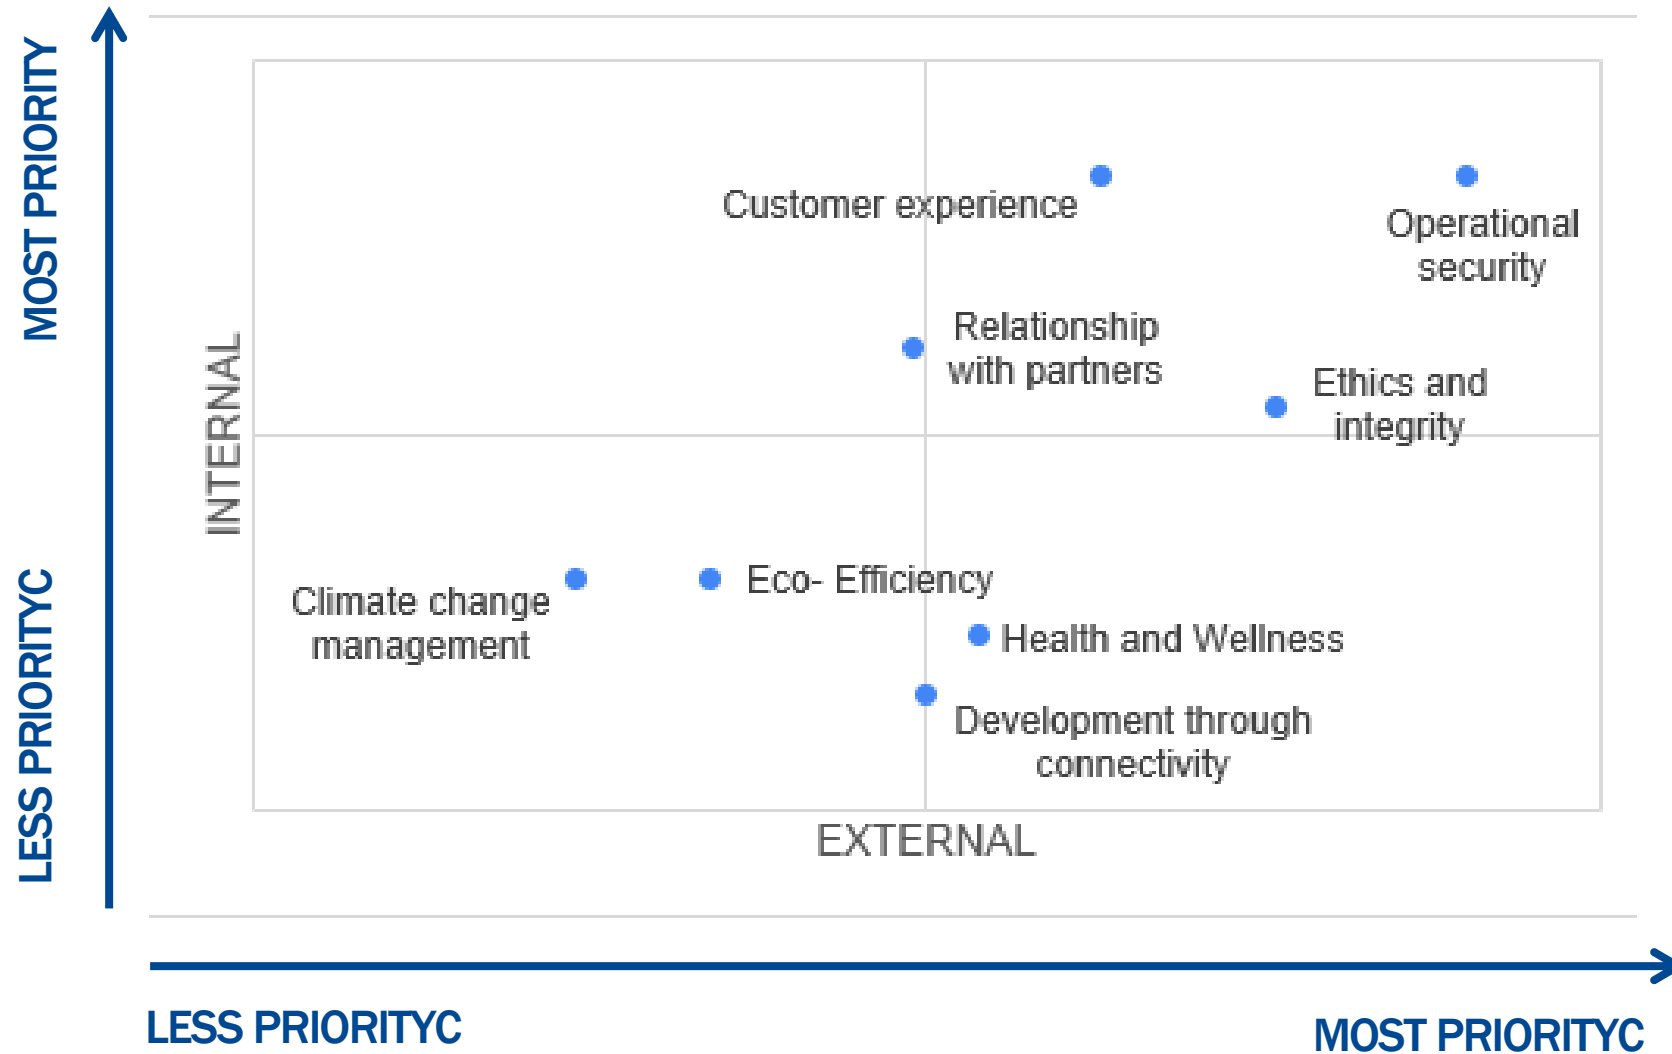 MOST PRIORITY
LESS PRIORITYC
INTERNAL
Customer experience
Operational
security
Relationship
with partners
Ethics and
integrity
Climate change
management
Eco- Efficiency
Health and Wellness
Development through
connectivity
EXTERNAL
LESS PRIORITYC
MOST PRIORITYC